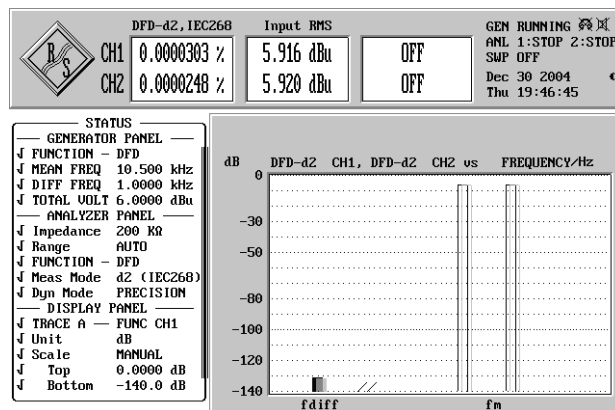 DFD-d2, IEC268 Input RMS GEN RUNNING
R S CH1 0.0000303 % 5.916 dBu OFF ANL 1:STOP 2:STOP
SWP OFF
CH2 0.0000248 % 5.920 dBu OFF Dec 30 2004
Thu 19:46:45
STATUS
GENERATOR PANEL
FUNCTION - DFD
MEAN FREQ 10.500 kHz
DIFF FREQ 1.0000 kHz
TOTAL VOLT 6.0000 dBu
ANALYZER PANEL
Impedance 200 KΩ
Range AUTO
FUNCTION - DFD
Meas Mode d2 (IEC268)
Dyn Mode PRECISION
DISPLAY PANEL
TRACE A — FUNC CH1
Unit dB
Scale MANUAL
Top 0.0000 dB
Bottom -140.0 dB
dB DFD-d2 CH1, DFD-d2 CH2 vs FREQUENCY/Hz
0
-30
-50
-80
-100
-120
-140
fdiff fm